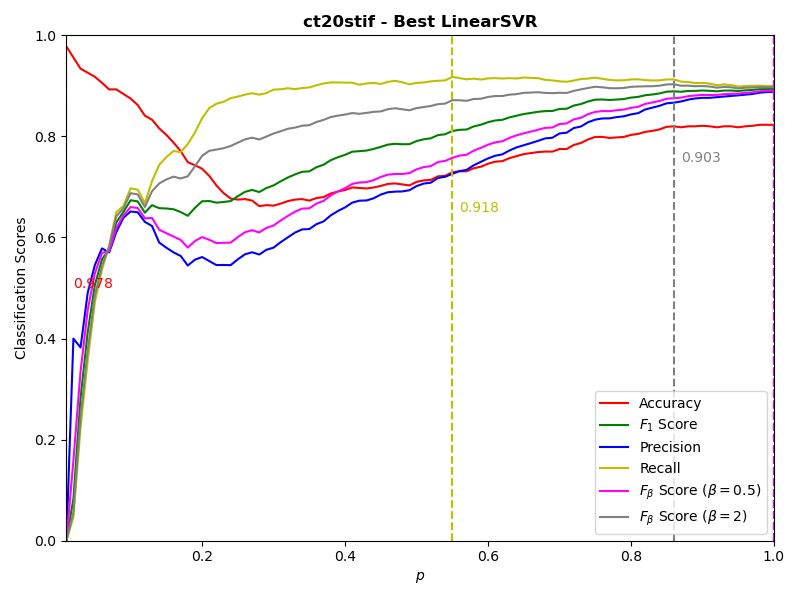 ct20stif - Best LinearSVR
Classification Scores
1.0
0.8
0.6
0.4
0.2
0.0
0.978
0.918
0.903
Accuracy
F₁ Score
Precision
Recall
Fᵦ Score (β = 0.5)
Fᵦ Score (β = 2)
0.2 0.4 0.6 0.8 1.0
p